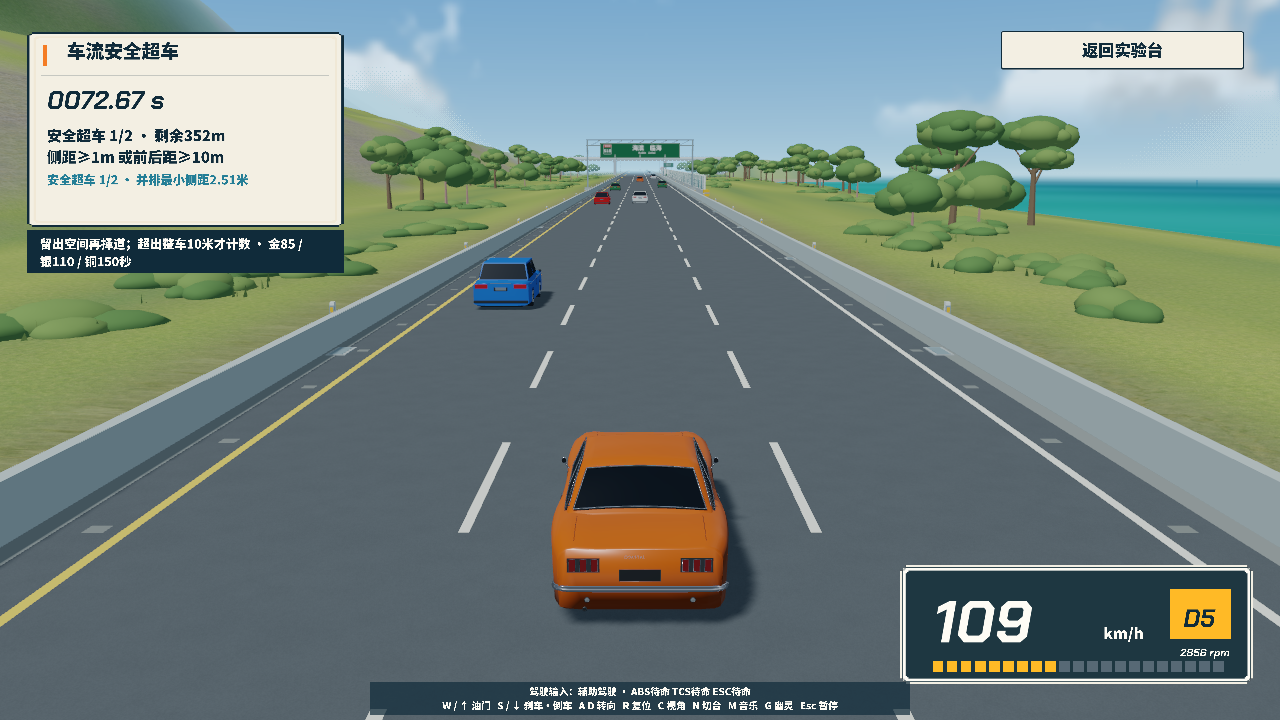 车流安全超车
0072.67 s
安全超车 1/2 · 剩余352m
侧距≥1m 或前后距≥10m
安全超车 1/2 · 并排最小侧距2.51米
留出空间再择道；超出整车10米才计数 · 金85 /
银110 / 铜150秒
返回实验台
109
km/h
D5
2856 rpm
驾驶输入：辅助驾驶 · ABS待命 TCS待命 ESC待命
W / ↑ 油门 S / ↓ 刹车·倒车 A D 转向 R 复位 C 视角 N 切台 M 音乐 G 幽灵 Esc 暂停